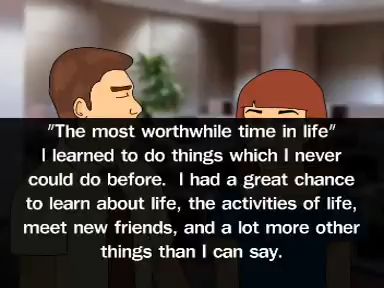 "The most worthwhile time in life"
I learned to do things which I never
could do before.  I had a great chance
to learn about life, the activities of life,
meet new friends, and a lot more other
things than I can say.